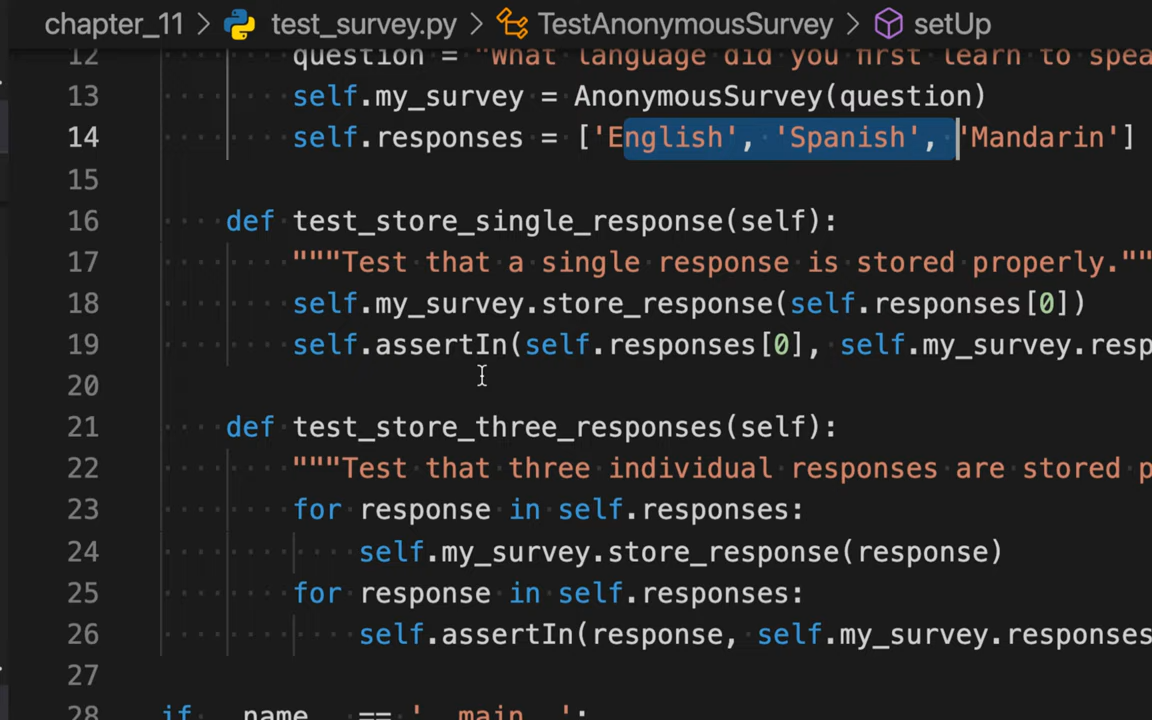 chapter_11 > test_survey.py > TestAnonymousSurvey > setUp
12 question = "What language did you first learn to spea
13 self.my_survey = AnonymousSurvey(question)
14 self.responses = ['English', 'Spanish', 'Mandarin']
15
16 def test_store_single_response(self):
17 """Test that a single response is stored properly.""
18 self.my_survey.store_response(self.responses[0])
19 self.assertIn(self.responses[0], self.my_survey.resp
20
21 def test_store_three_responses(self):
22 """Test that three individual responses are stored p
23 for response in self.responses:
24 self.my_survey.store_response(response)
25 for response in self.responses:
26 self.assertIn(response, self.my_survey.responses
27
28 if __name__ == '__main__':